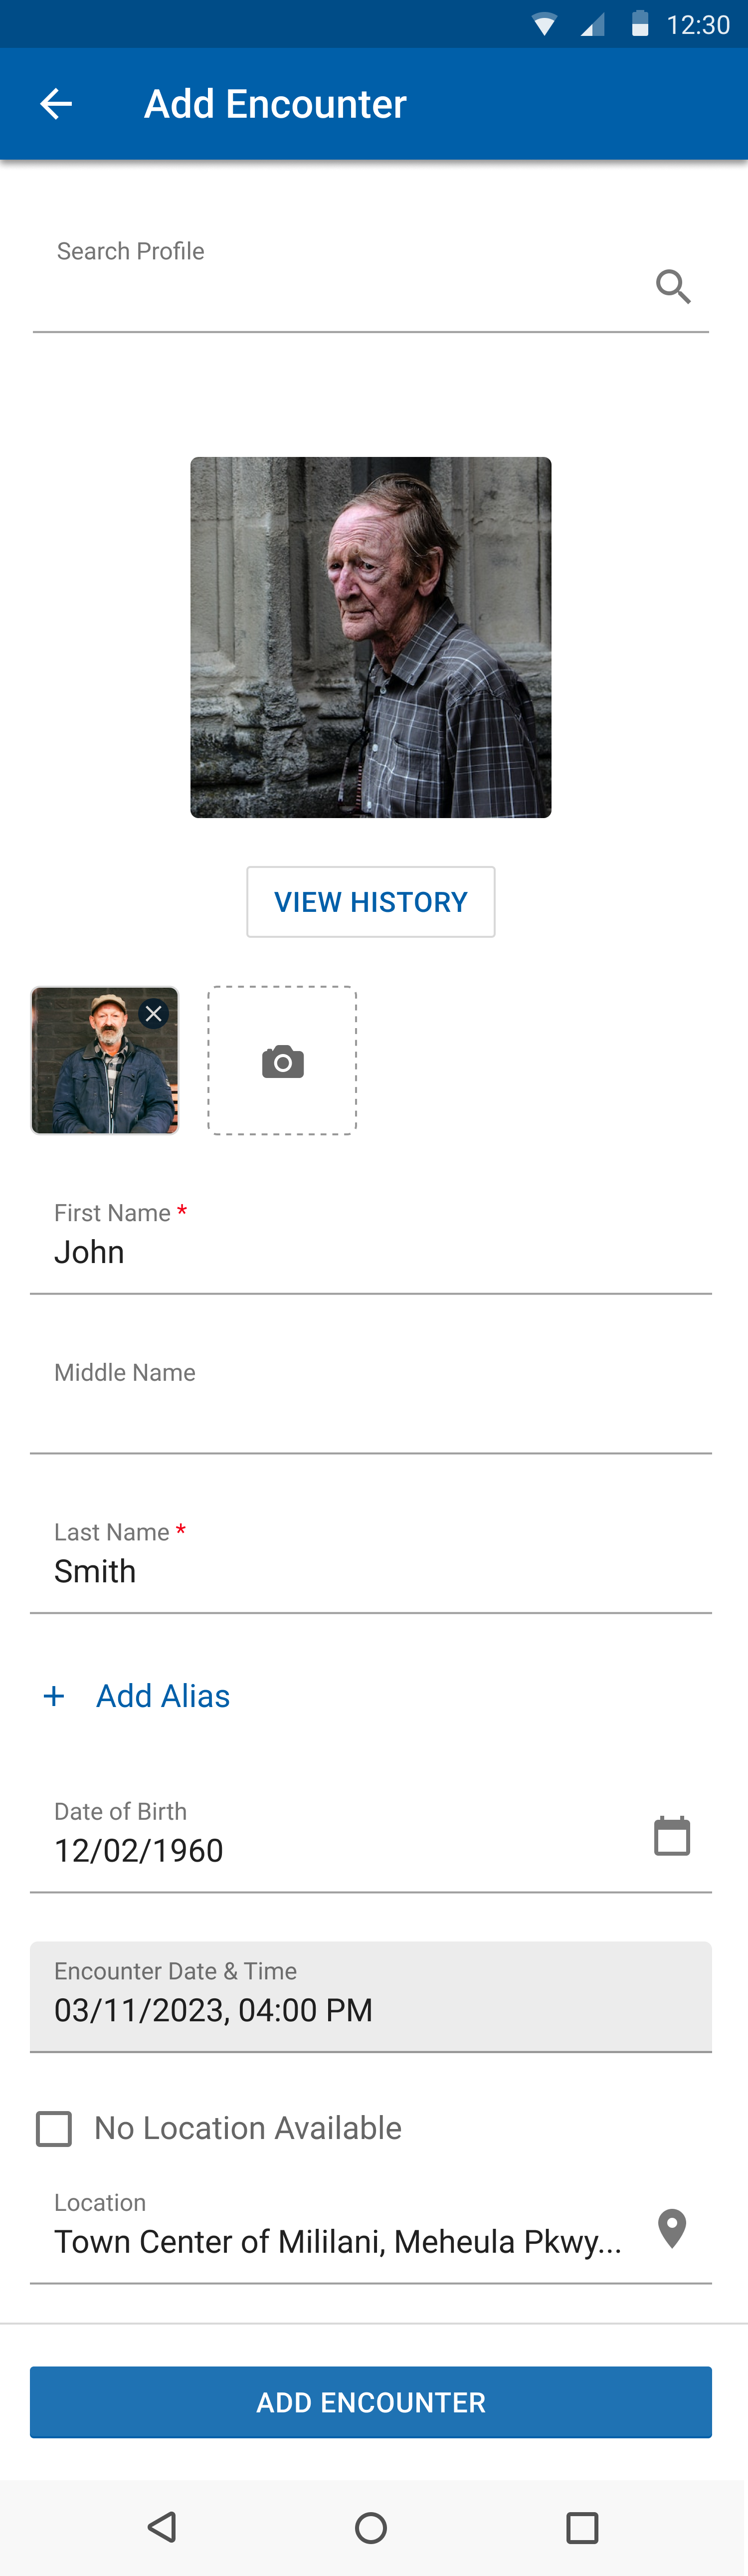 12:30
Add Encounter
Search Profile
VIEW HISTORY
First Name *
John
Middle Name
Last Name *
Smith
+ Add Alias
Date of Birth
12/02/1960
Encounter Date & Time
03/11/2023, 04:00 PM
No Location Available
Location
Town Center of Mililani, Meheula Pkwy...
ADD ENCOUNTER